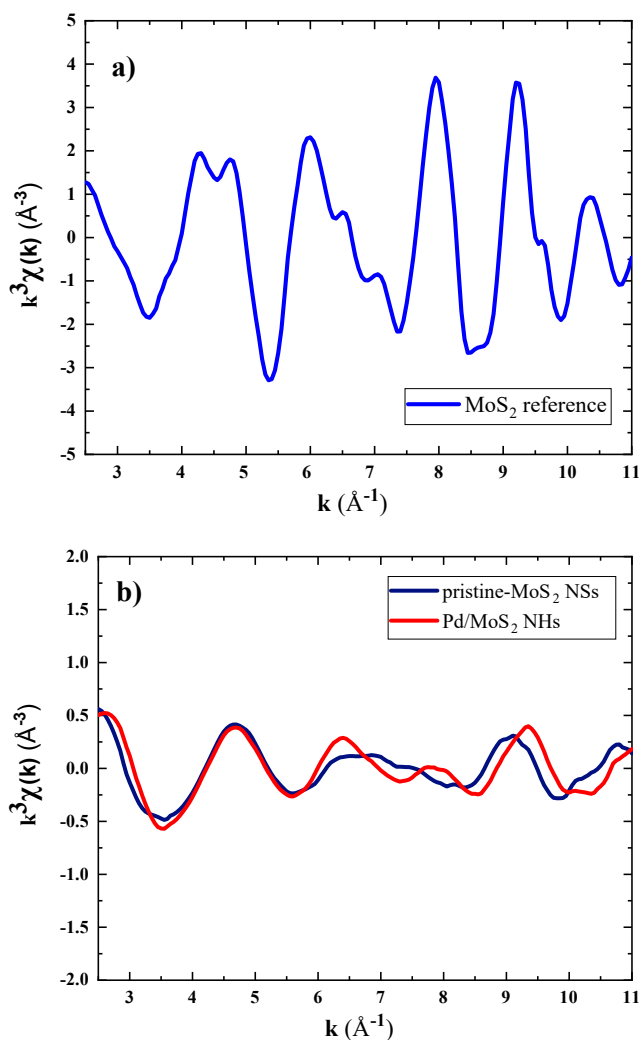 5
a)
4
3
2
1
0
-1
-2
-3
-4
-5
k³χ(k) (Å⁻³)
MoS₂ reference
3 4 5 6 7 8 9 10 11
k (Å⁻¹)
2.0
b)
pristine-MoS₂ NSs
Pd/MoS₂ NHs
1.5
1.0
0.5
0.0
-0.5
-1.0
-1.5
-2.0
k³χ(k) (Å⁻³)
3 4 5 6 7 8 9 10 11
k (Å⁻¹)